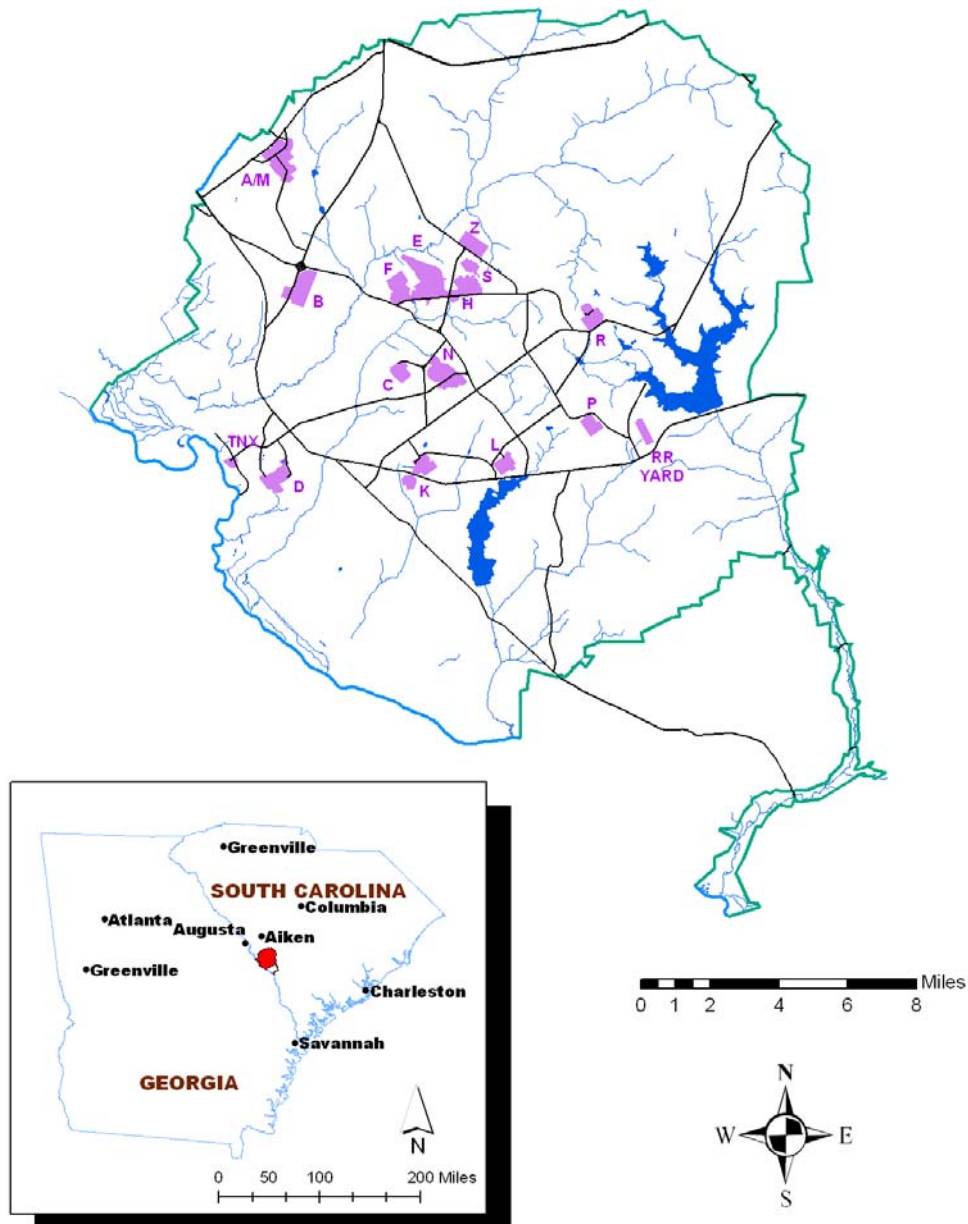 A/M
Z
E
F
S
B
H
R
N
C
P
L
TNX
RR
YARD
D
K
Greenville
SOUTH CAROLINA
Columbia
Atlanta
Augusta
Aiken
Greenville
Charleston
Savannah
GEORGIA
N
0 50 100 200 Miles
Miles
0 1 2 4 6 8
N
W E
S